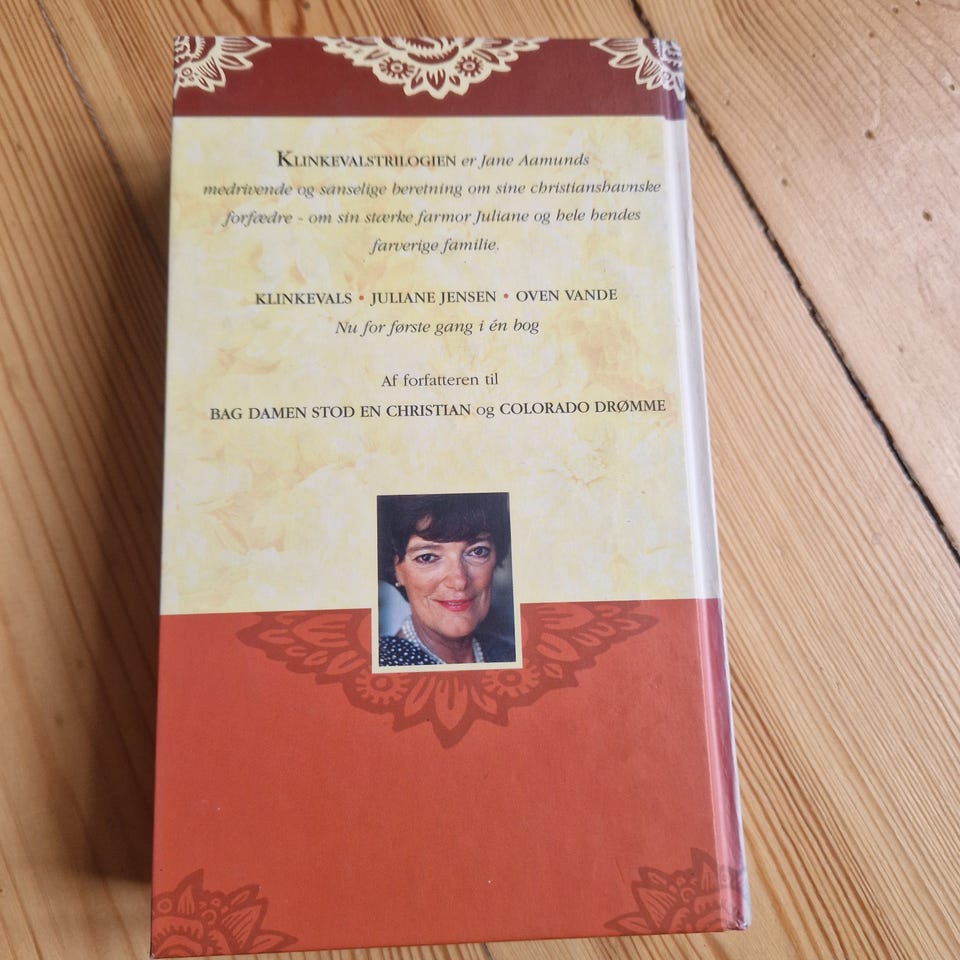 KLINKEVALSTRILOGIEN er Jane Aamunds
medrivende og sanselige beretning om sine christianshavnske
forfædre - om sin stærke farmor Juliane og hele hendes
farverige familie.
KLINKEVALS • JULIANE JENSEN • OVEN VANDE
Nu for første gang i én bog
Af forfatteren til
BAG DAMEN STOD EN CHRISTIAN og COLORADO DRØMME